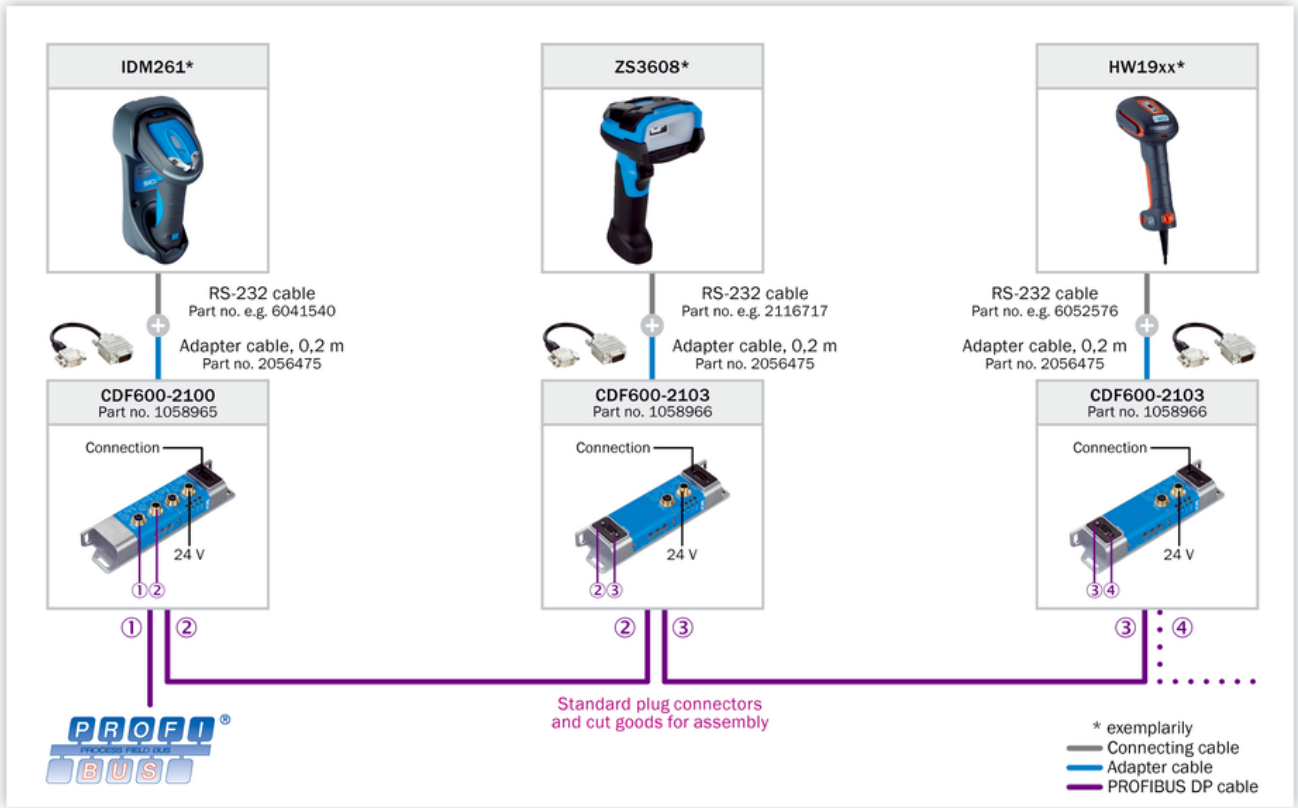 IDM261*
ZS3608*
HW19xx*
RS-232 cable
Part no. e.g. 6041540
Adapter cable, 0,2 m
Part no. 2056475
RS-232 cable
Part no. e.g. 2116717
Adapter cable, 0,2 m
Part no. 2056475
RS-232 cable
Part no. e.g. 6052576
Adapter cable, 0,2 m
Part no. 2056475
CDF600-2100
Part no. 1058965
Connection
24 V
①②
CDF600-2103
Part no. 1058966
Connection
24 V
②③
CDF600-2103
Part no. 1058966
Connection
24 V
③④
① ②
② ③
③ ④
Standard plug connectors
and cut goods for assembly
PROFI®
PROCESS FIELD BUS
BUS
* exemplarily
Connecting cable
Adapter cable
PROFIBUS DP cable